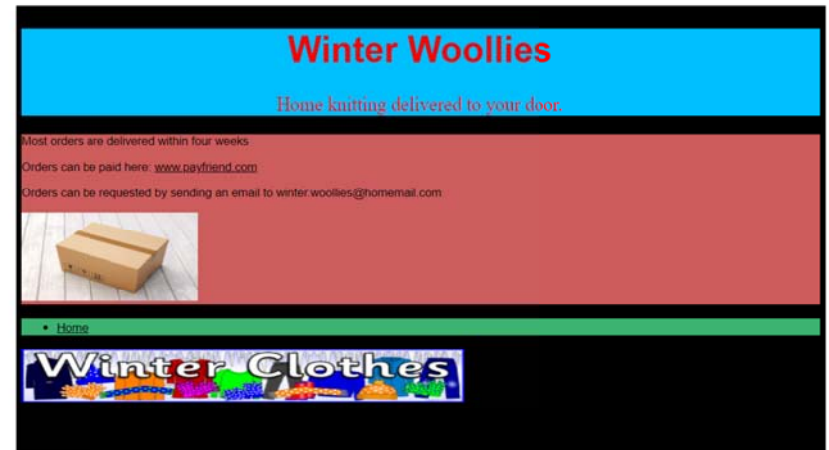 Winter Woollies
Home knitting delivered to your door.
Most orders are delivered within four weeks
Orders can be paid here: www.payfriend.com
Orders can be requested by sending an email to winter.woollies@homemail.com
Home
Winter Clothes